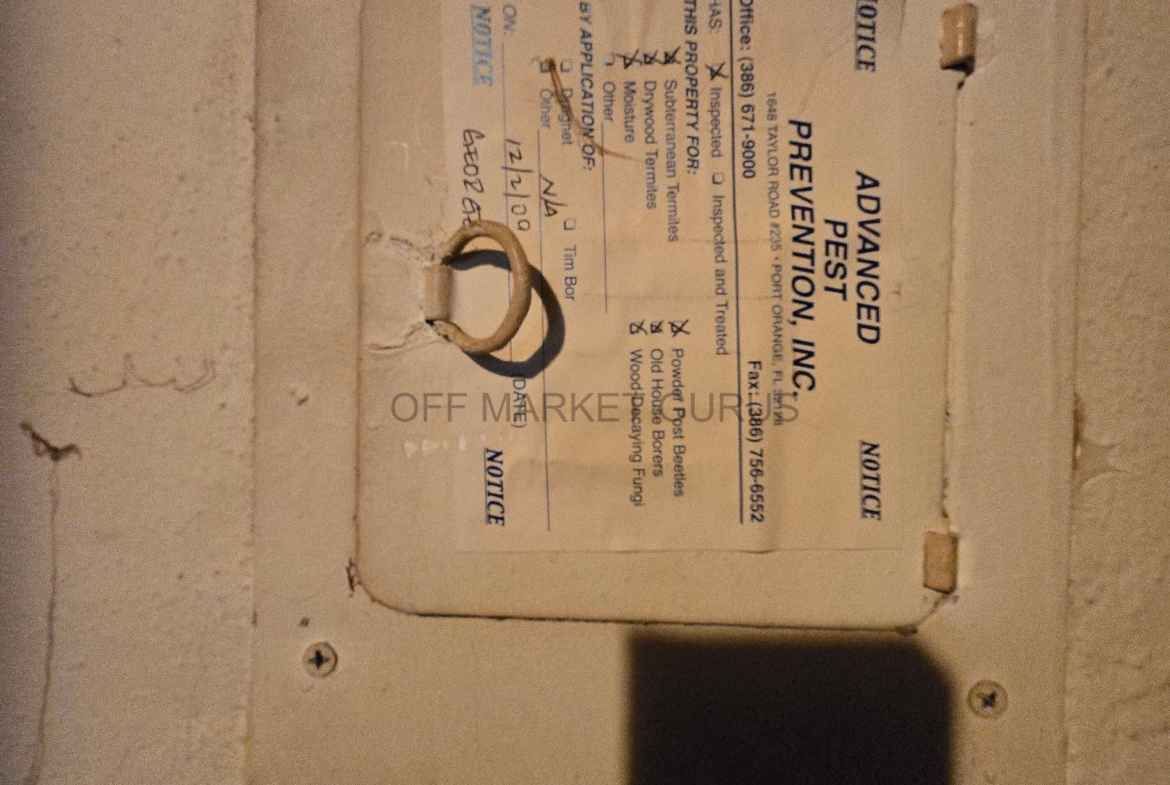 NOTICE ADVANCED NOTICE
PEST
PREVENTION, INC.
1648 TAYLOR ROAD #235 • PORT ORANGE, FL
Office: (386) 671-9000 Fax: (386) 756-6552
HAS: Inspected Inspected and Treated
THIS PROPERTY FOR:
Subterranean Termites Powder Post Beetles
Drywood Termites Old House Borers
Moisture Wood-Decaying Fungi
Other
BY APPLICATION OF:
Dragnet Tim Bor
Other N/A
ON: 12/2/09 (DATE)
NOTICE GEORGE NOTICE
OFF MARKET GURUS